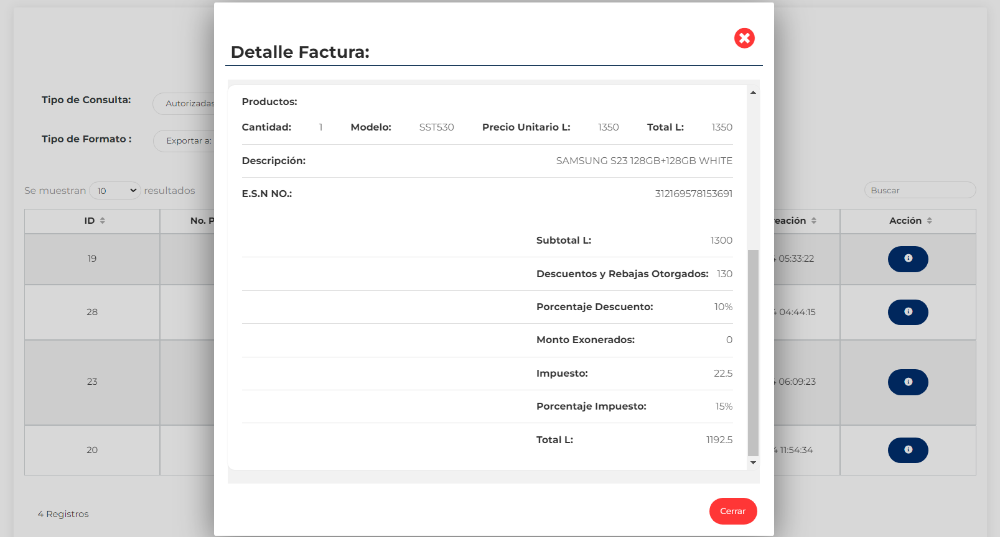 Detalle Factura:
Tipo de Consulta: Autorizadas
Tipo de Formato : Exportar a:
Se muestran 10 resultados
Buscar
ID No. P eación Acción
19 4 05:33:22
28 4 04:44:15
23 4 06:09:23
20 4 11:54:34
4 Registros
Productos:
Cantidad: 1 Modelo: SST530 Precio Unitario L: 1350 Total L: 1350
Descripción: SAMSUNG S23 128GB+128GB WHITE
E.S.N NO.: 312169578153691
Subtotal L: 1300
Descuentos y Rebajas Otorgados: 130
Porcentaje Descuento: 10%
Monto Exonerados: 0
Impuesto: 22.5
Porcentaje Impuesto: 15%
Total L: 1192.5
Cerrar